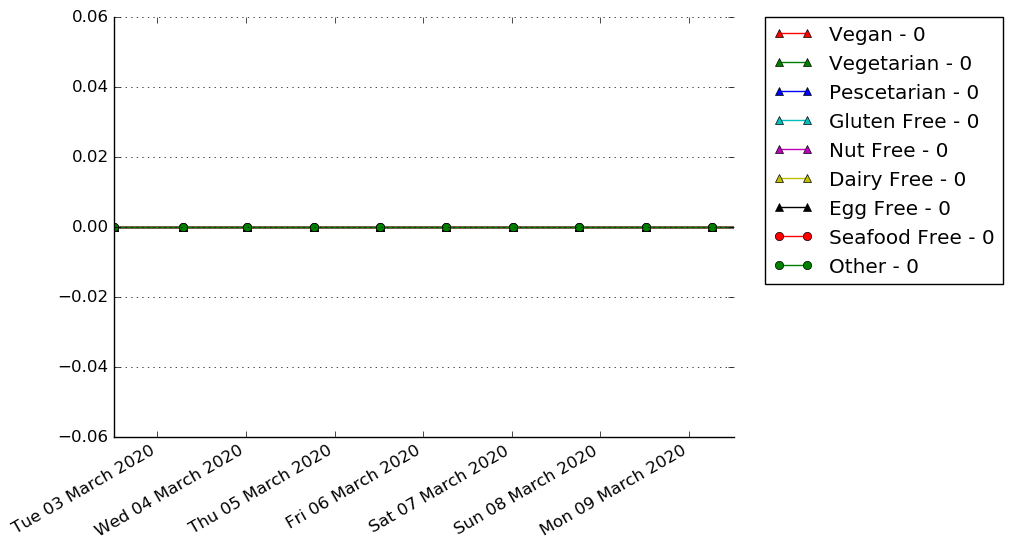 0.06
0.04
0.02
0.00
−0.02
−0.04
−0.06
Tue 03 March 2020
Wed 04 March 2020
Thu 05 March 2020
Fri 06 March 2020
Sat 07 March 2020
Sun 08 March 2020
Mon 09 March 2020
Vegan - 0
Vegetarian - 0
Pescetarian - 0
Gluten Free - 0
Nut Free - 0
Dairy Free - 0
Egg Free - 0
Seafood Free - 0
Other - 0